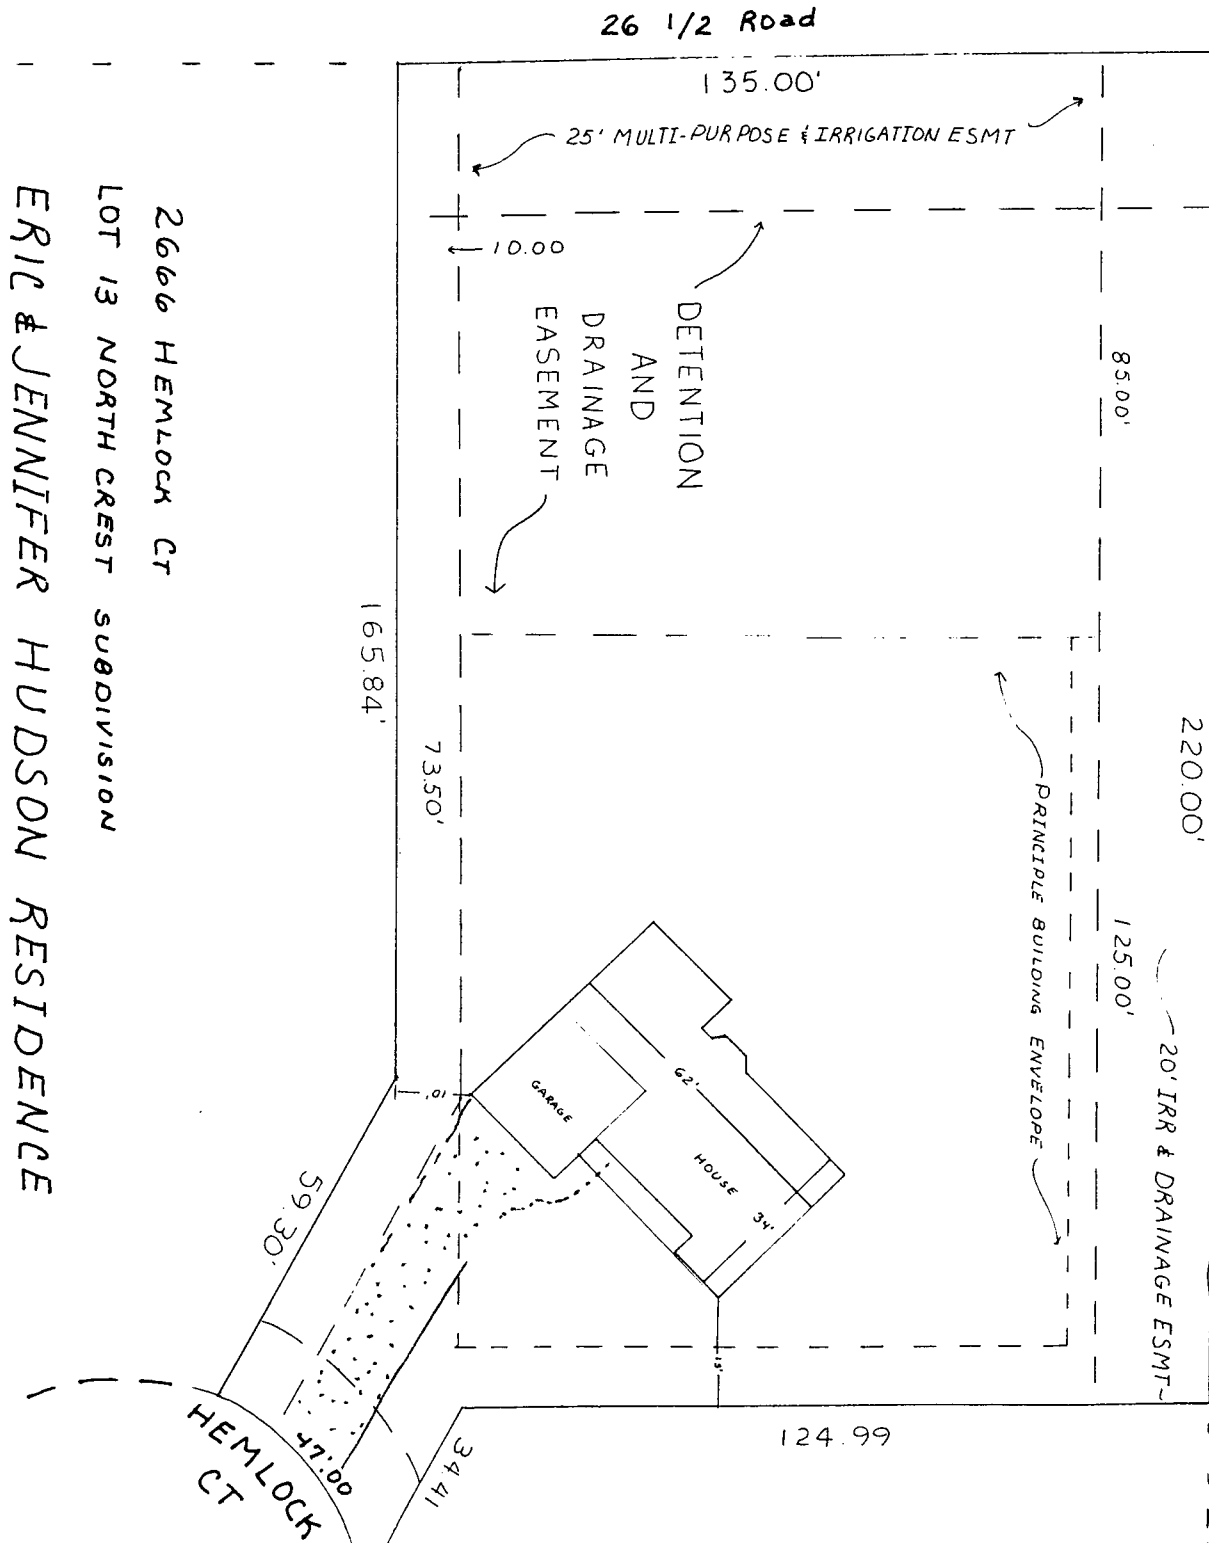 26 1/2 Road
135.00'
25' MULTI-PURPOSE & IRRIGATION ESMT
10.00
DETENTION
AND
DRAINAGE
EASEMENT
85.00'
220.00'
125.00'
20' IRR & DRAINAGE ESMT
PRINCIPLE BUILDING ENVELOPE
165.84'
73.50'
10'
GARAGE
62'
HOUSE
34'
15'
124.99
59.30'
34.41
47.00
HEMLOCK
CT
2666 HEMLOCK CT
LOT 13 NORTH CREST SUBDIVISION
ERIC & JENNIFER HUDSON RESIDENCE